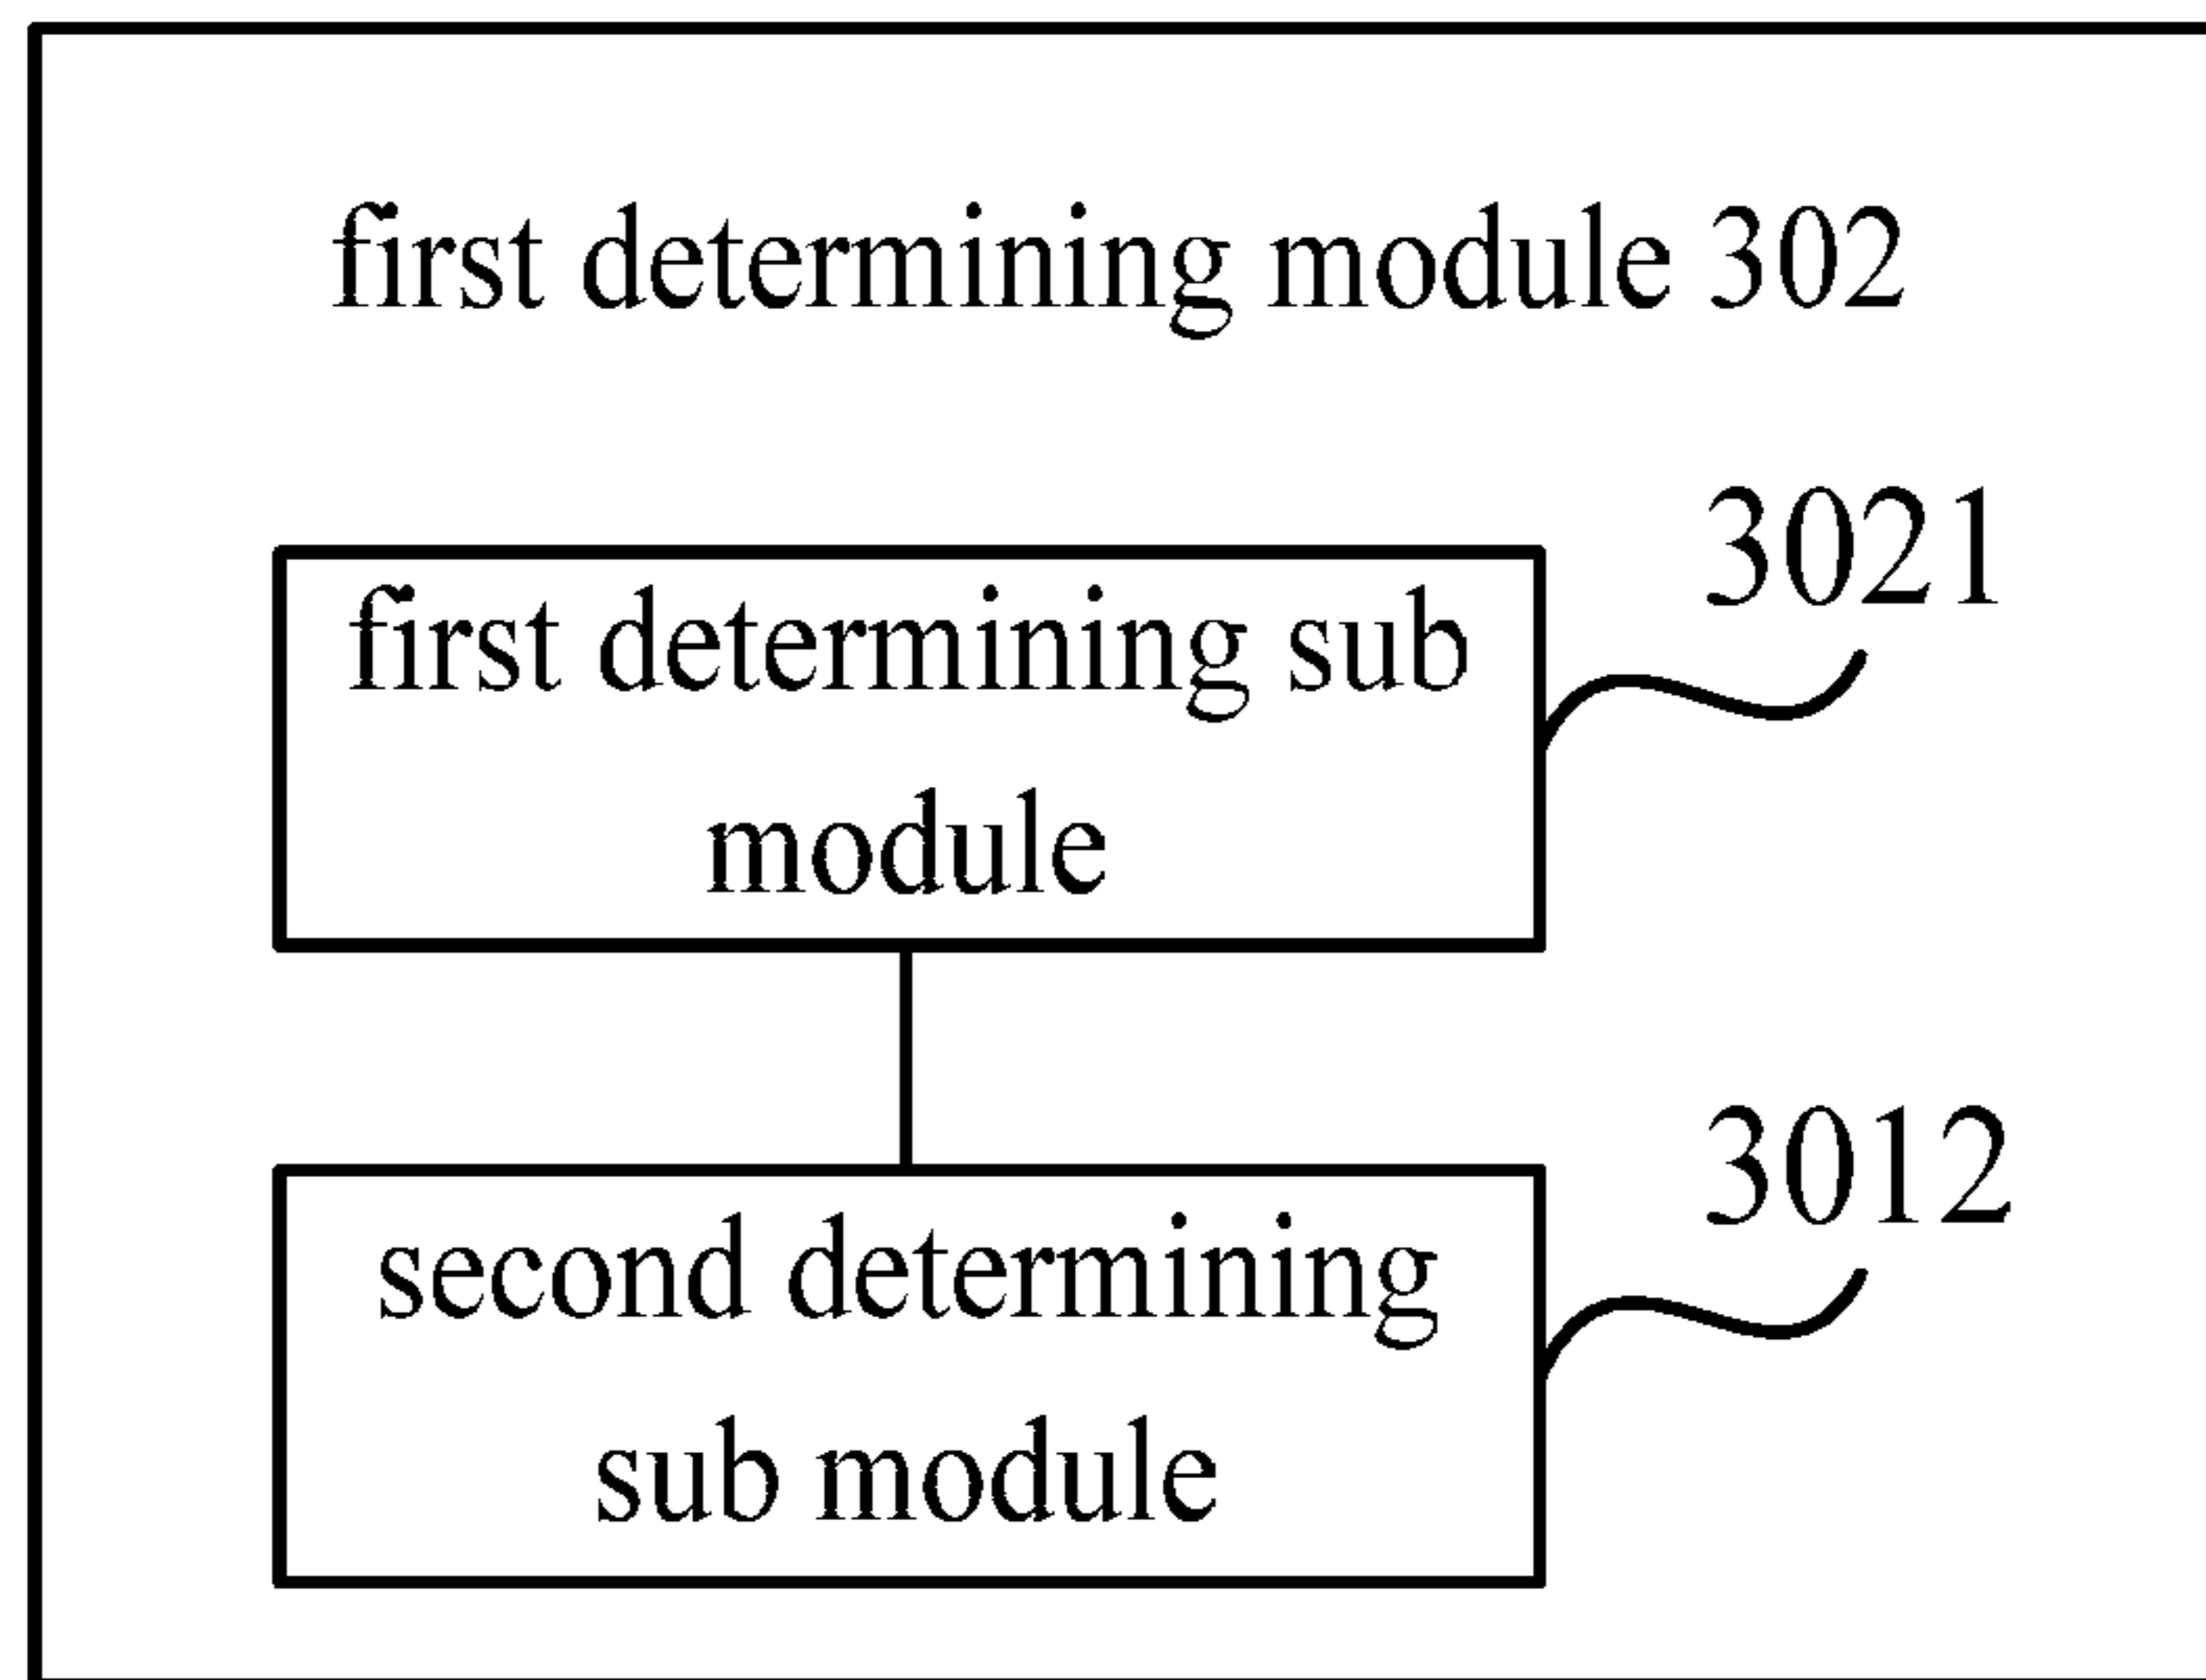 first determining module 302
3021
first determining sub
module
3012
second determining
sub module